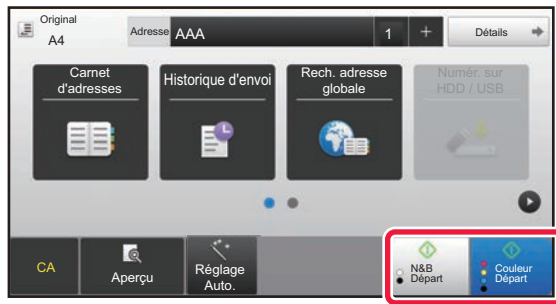 Original
A4
Adresse AAA 1 +
Détails
Carnet
d'adresses
Historique d'envoi
Rech. adresse
globale
Numér. sur
HDD / USB
CA
Aperçu
Réglage
Auto.
N&B
Départ
Couleur
Départ